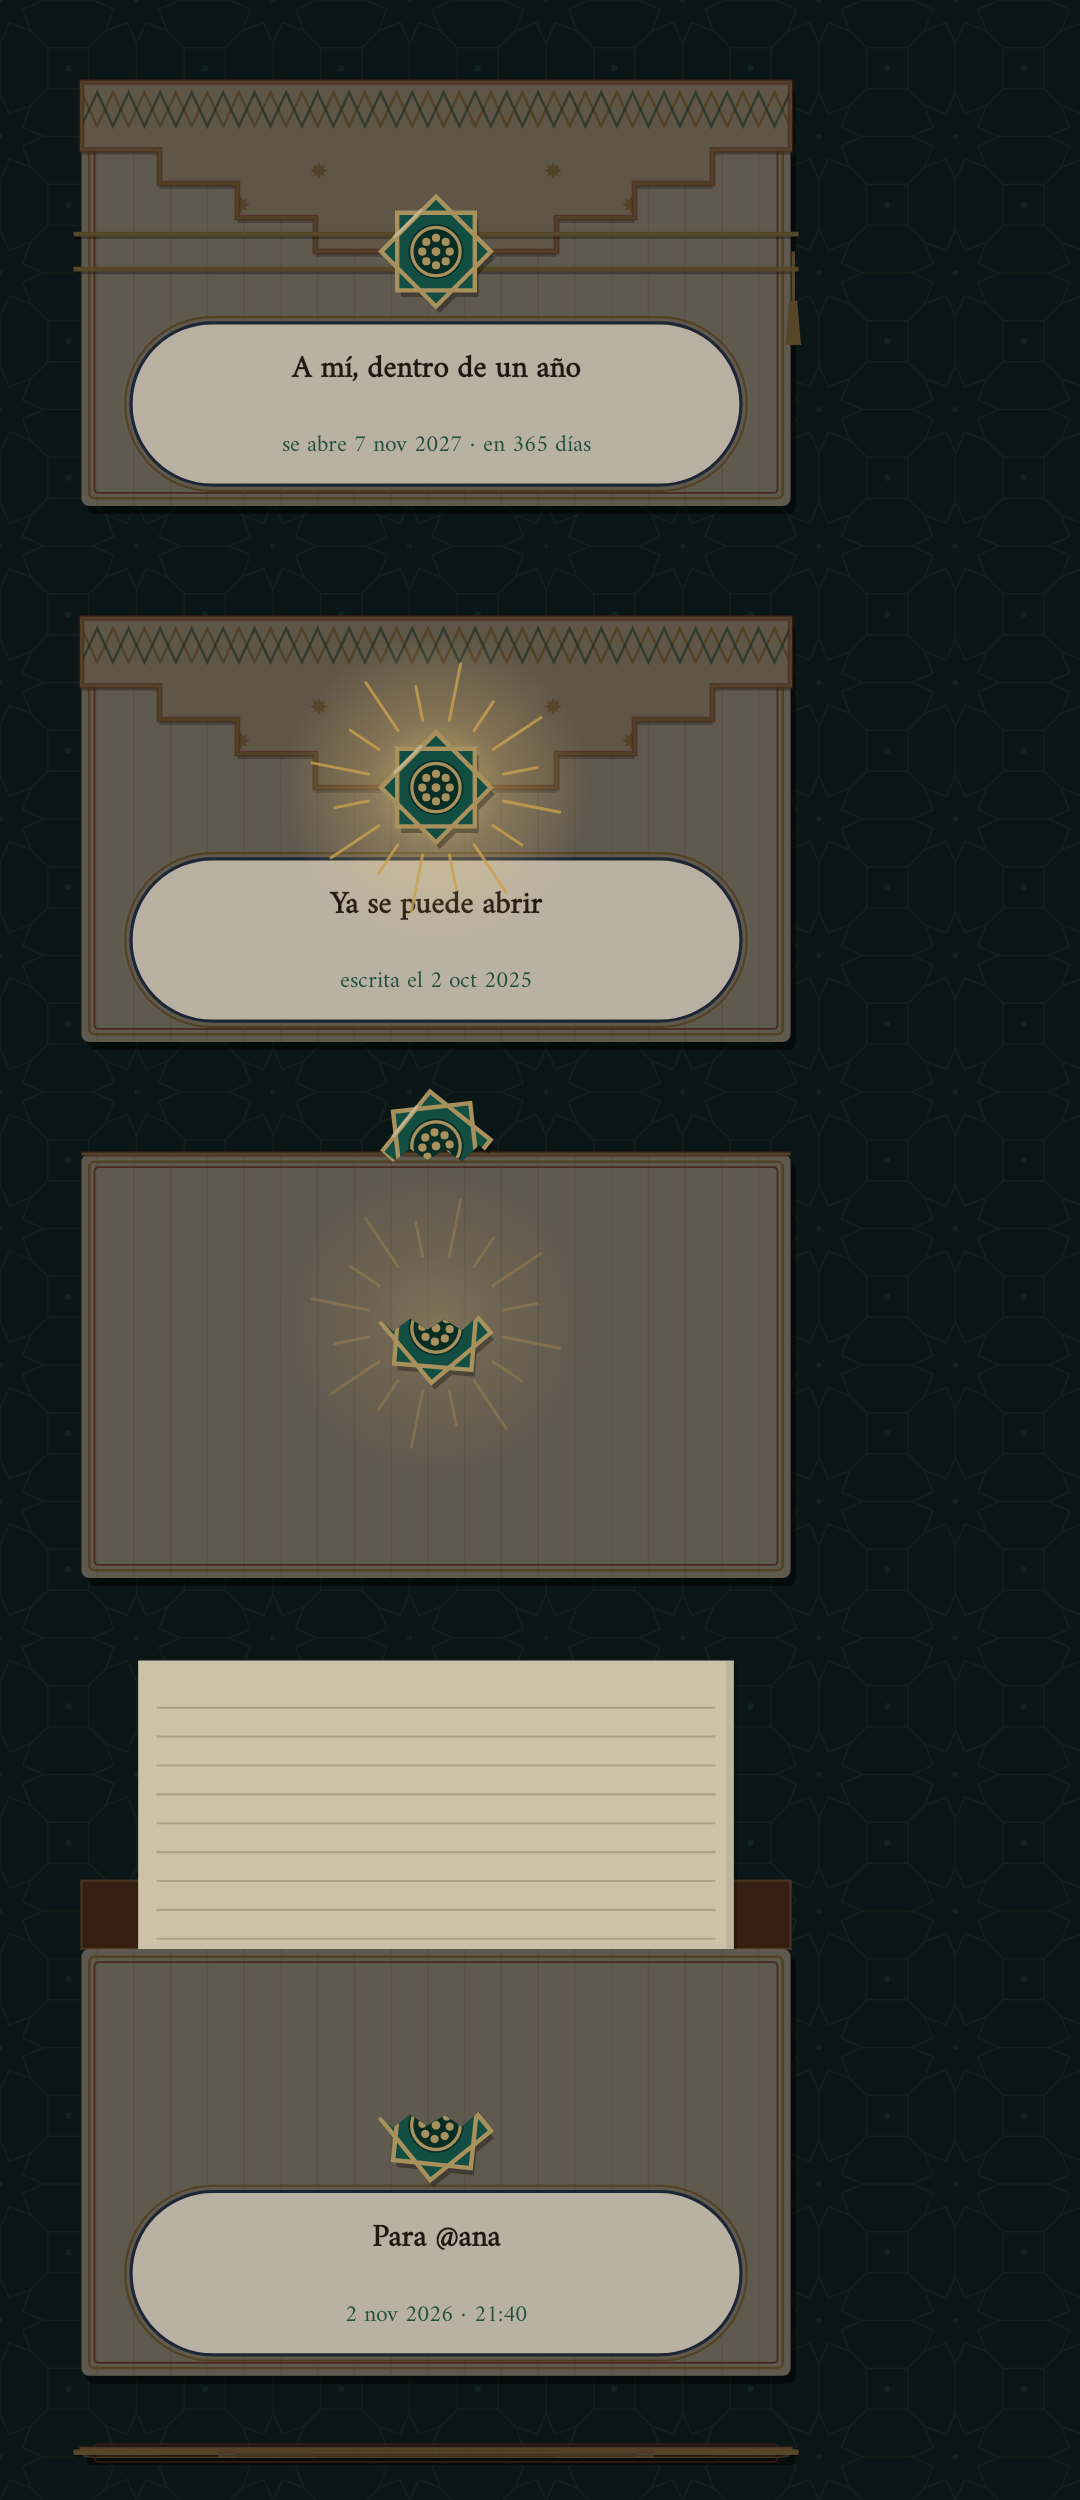 A mí, dentro de un año
se abre 7 nov 2027 · en 365 días
Ya se puede abrir
escrita el 2 oct 2025
Para @ana
2 nov 2026 · 21:40